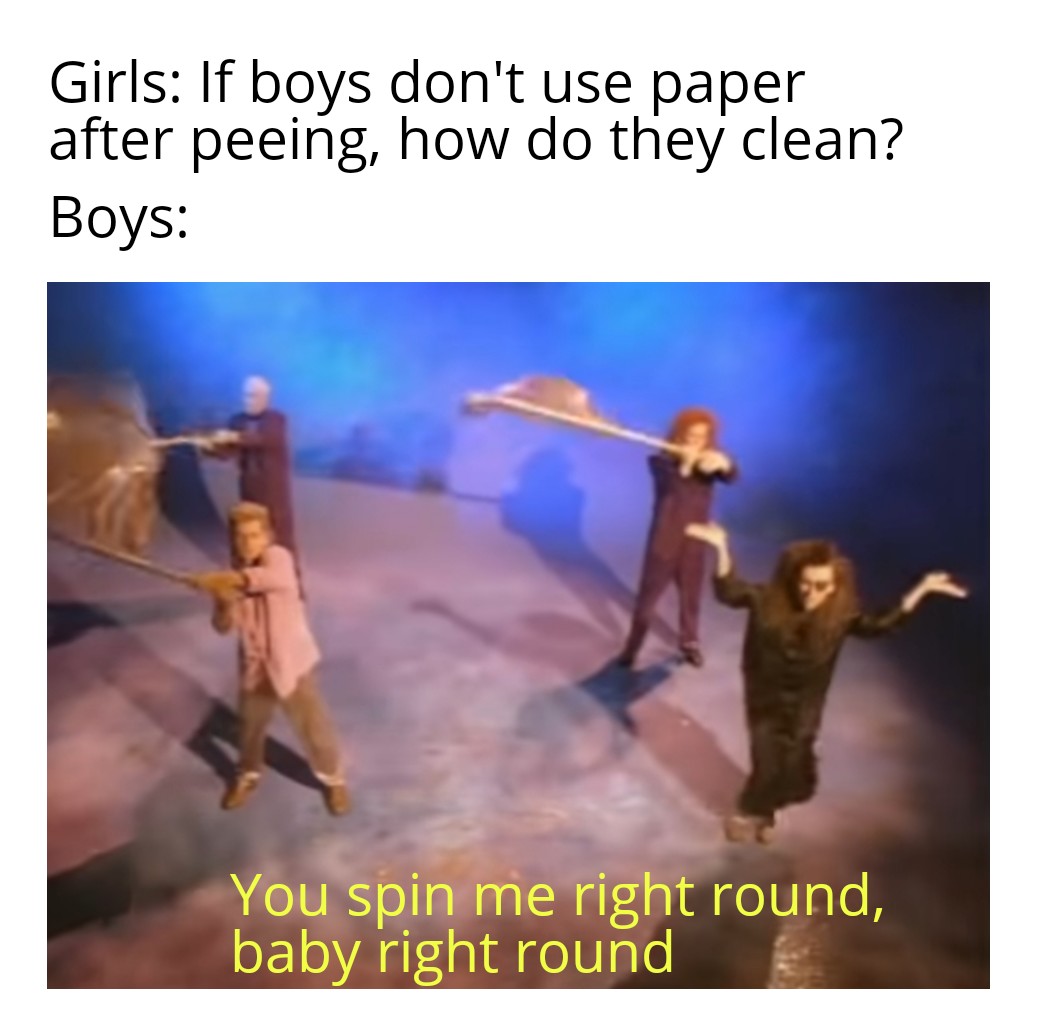 Girls: If boys don't use paper
after peeing, how do they clean?
Boys:
You spin me right round,
baby right round